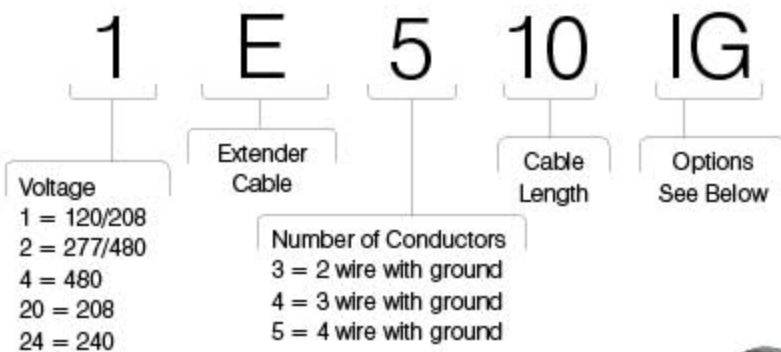 1 E 5 10 IG
Extender
Cable
Cable
Length
Options
See Below
Voltage
1 = 120/208
2 = 277/480
4 = 480
20 = 208
24 = 240
Number of Conductors
3 = 2 wire with ground
4 = 3 wire with ground
5 = 4 wire with ground